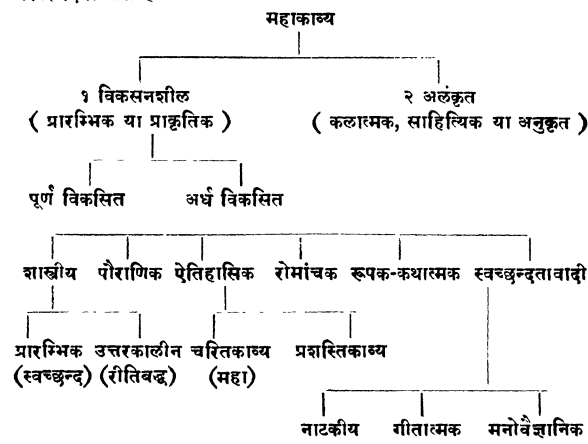 महाकाव्य
१ विकसनशील २ अलंकृत
( प्रारम्भिक या प्राकृतिक ) ( कलात्मक, साहित्यिक या अनुकृत )
पूर्ण विकसित अर्ध विकसित
शास्त्रीय पौराणिक ऐतिहासिक रोमांचक रूपक-कथात्मक स्वच्छन्दतावादी
प्रारम्भिक उत्तरकालीन चरितकाव्य प्रशस्तिकाव्य
(स्वच्छन्द) (रीतिबद्ध) (महा)
नाटकीय गीतात्मक मनोवैज्ञानिक